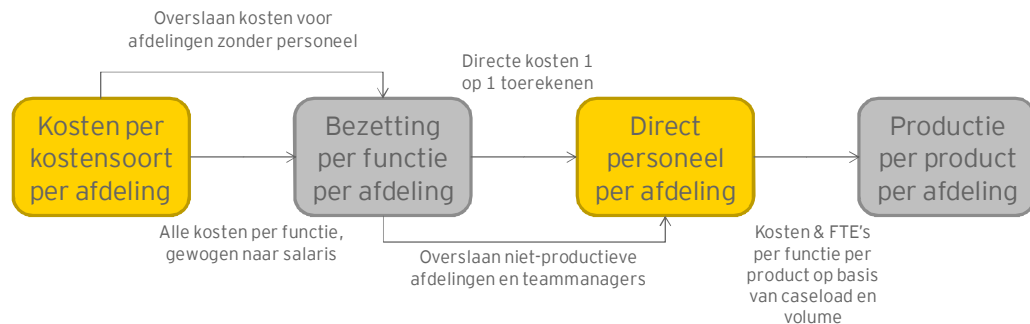 Overslaan kosten voor
afdelingen zonder personeel
Directe kosten 1
op 1 toerekenen
Kosten per
kostensoort
per afdeling
Bezetting
per functie
per afdeling
Direct
personeel
per afdeling
Productie
per product
per afdeling
Alle kosten per functie,
gewogen naar salaris
Overslaan niet-productieve
afdelingen en teammanagers
Kosten & FTE's
per functie per
product op basis
van caseload en
volume